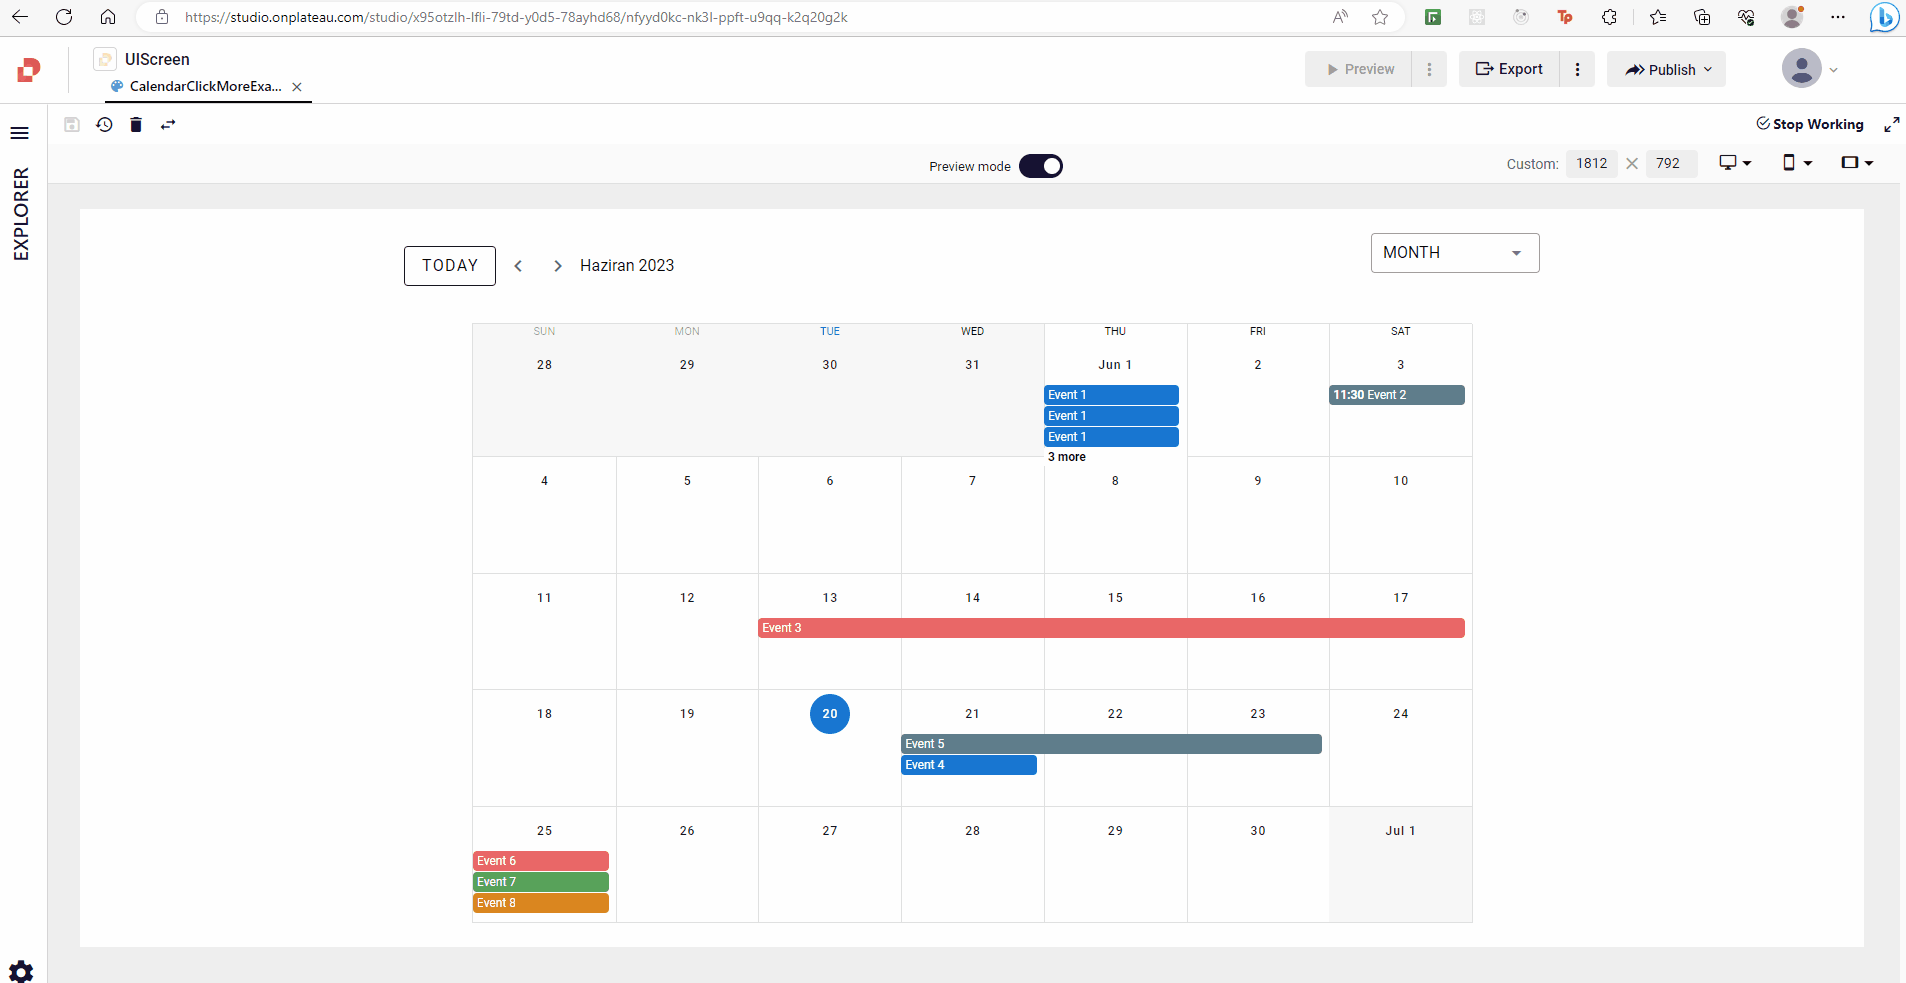 https://studio.onplateau.com/studio/x95otzlh-lfli-79td-y0d5-78ayhd68/nfyyd0kc-nk3l-ppft-u9qq-k2q20g2k
UIScreen
CalendarClickMoreExa...
Preview
Export
Publish
Stop Working
EXPLORER
Preview mode
Custom: 1812 792
TODAY
Haziran 2023
MONTH
SUN MON TUE WED THU FRI SAT
28 29 30 31 Jun 1 2 3
Event 1
11:30 Event 2
Event 1
Event 1
3 more
4 5 6 7 8 9 10
11 12 13 14 15 16 17
Event 3
18 19 20 21 22 23 24
Event 5
Event 4
25 26 27 28 29 30 Jul 1
Event 6
Event 7
Event 8